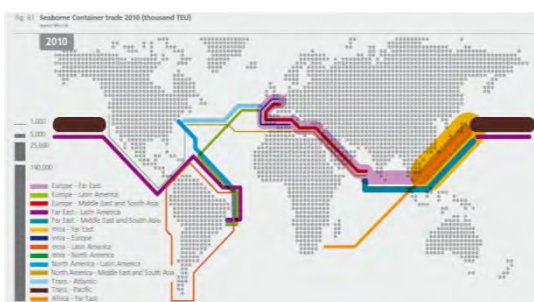 Fig. 41 Seaborne Container trade 2010 (thousand TEU)
2010
1,000
5,000
25,000
100,000
Europe - Far East
Europe - Latin America
Europe - Middle East and South Asia
Far East - Latin America
Far East - Middle East and South Asia
Intra - Far East
Intra - Europe
Intra - Latin America
Intra - North America
North America - Latin America
North America - Middle East and South Asia
Trans - Atlantic
Trans - Pacific
Africa - Far East